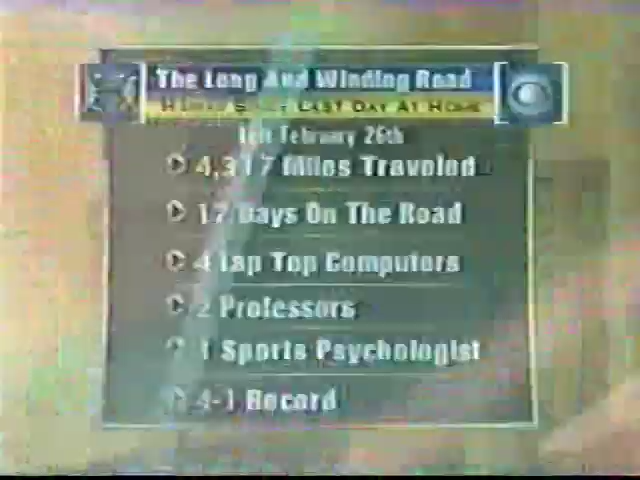 The Long And Winding Road
Last Day At Home
Left February 26th
4,317 Miles Traveled
17 Days On The Road
4 Lap Top Computers
2 Professors
1 Sports Psychologist
4-1 Record